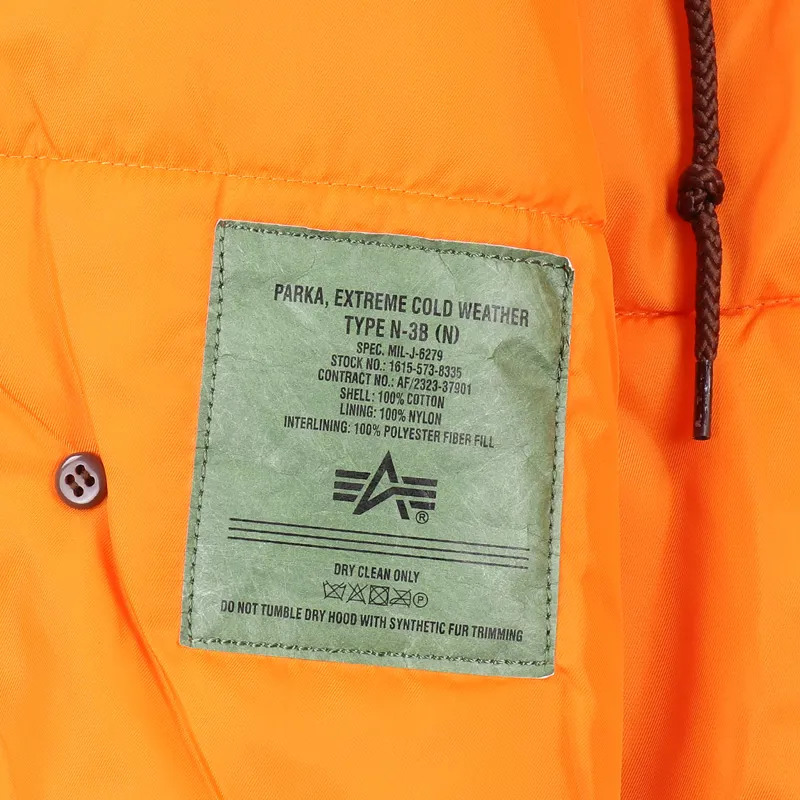 PARKA, EXTREME COLD WEATHER
TYPE N-3B (N)
SPEC. MIL-J-6279
STOCK NO.: 1615-573-8335
CONTRACT NO.: AF/2323-37901
SHELL: 100% COTTON
LINING: 100% NYLON
INTERLINING: 100% POLYESTER FIBER FILL
®
DRY CLEAN ONLY
P
DO NOT TUMBLE DRY HOOD WITH SYNTHETIC FUR TRIMMING